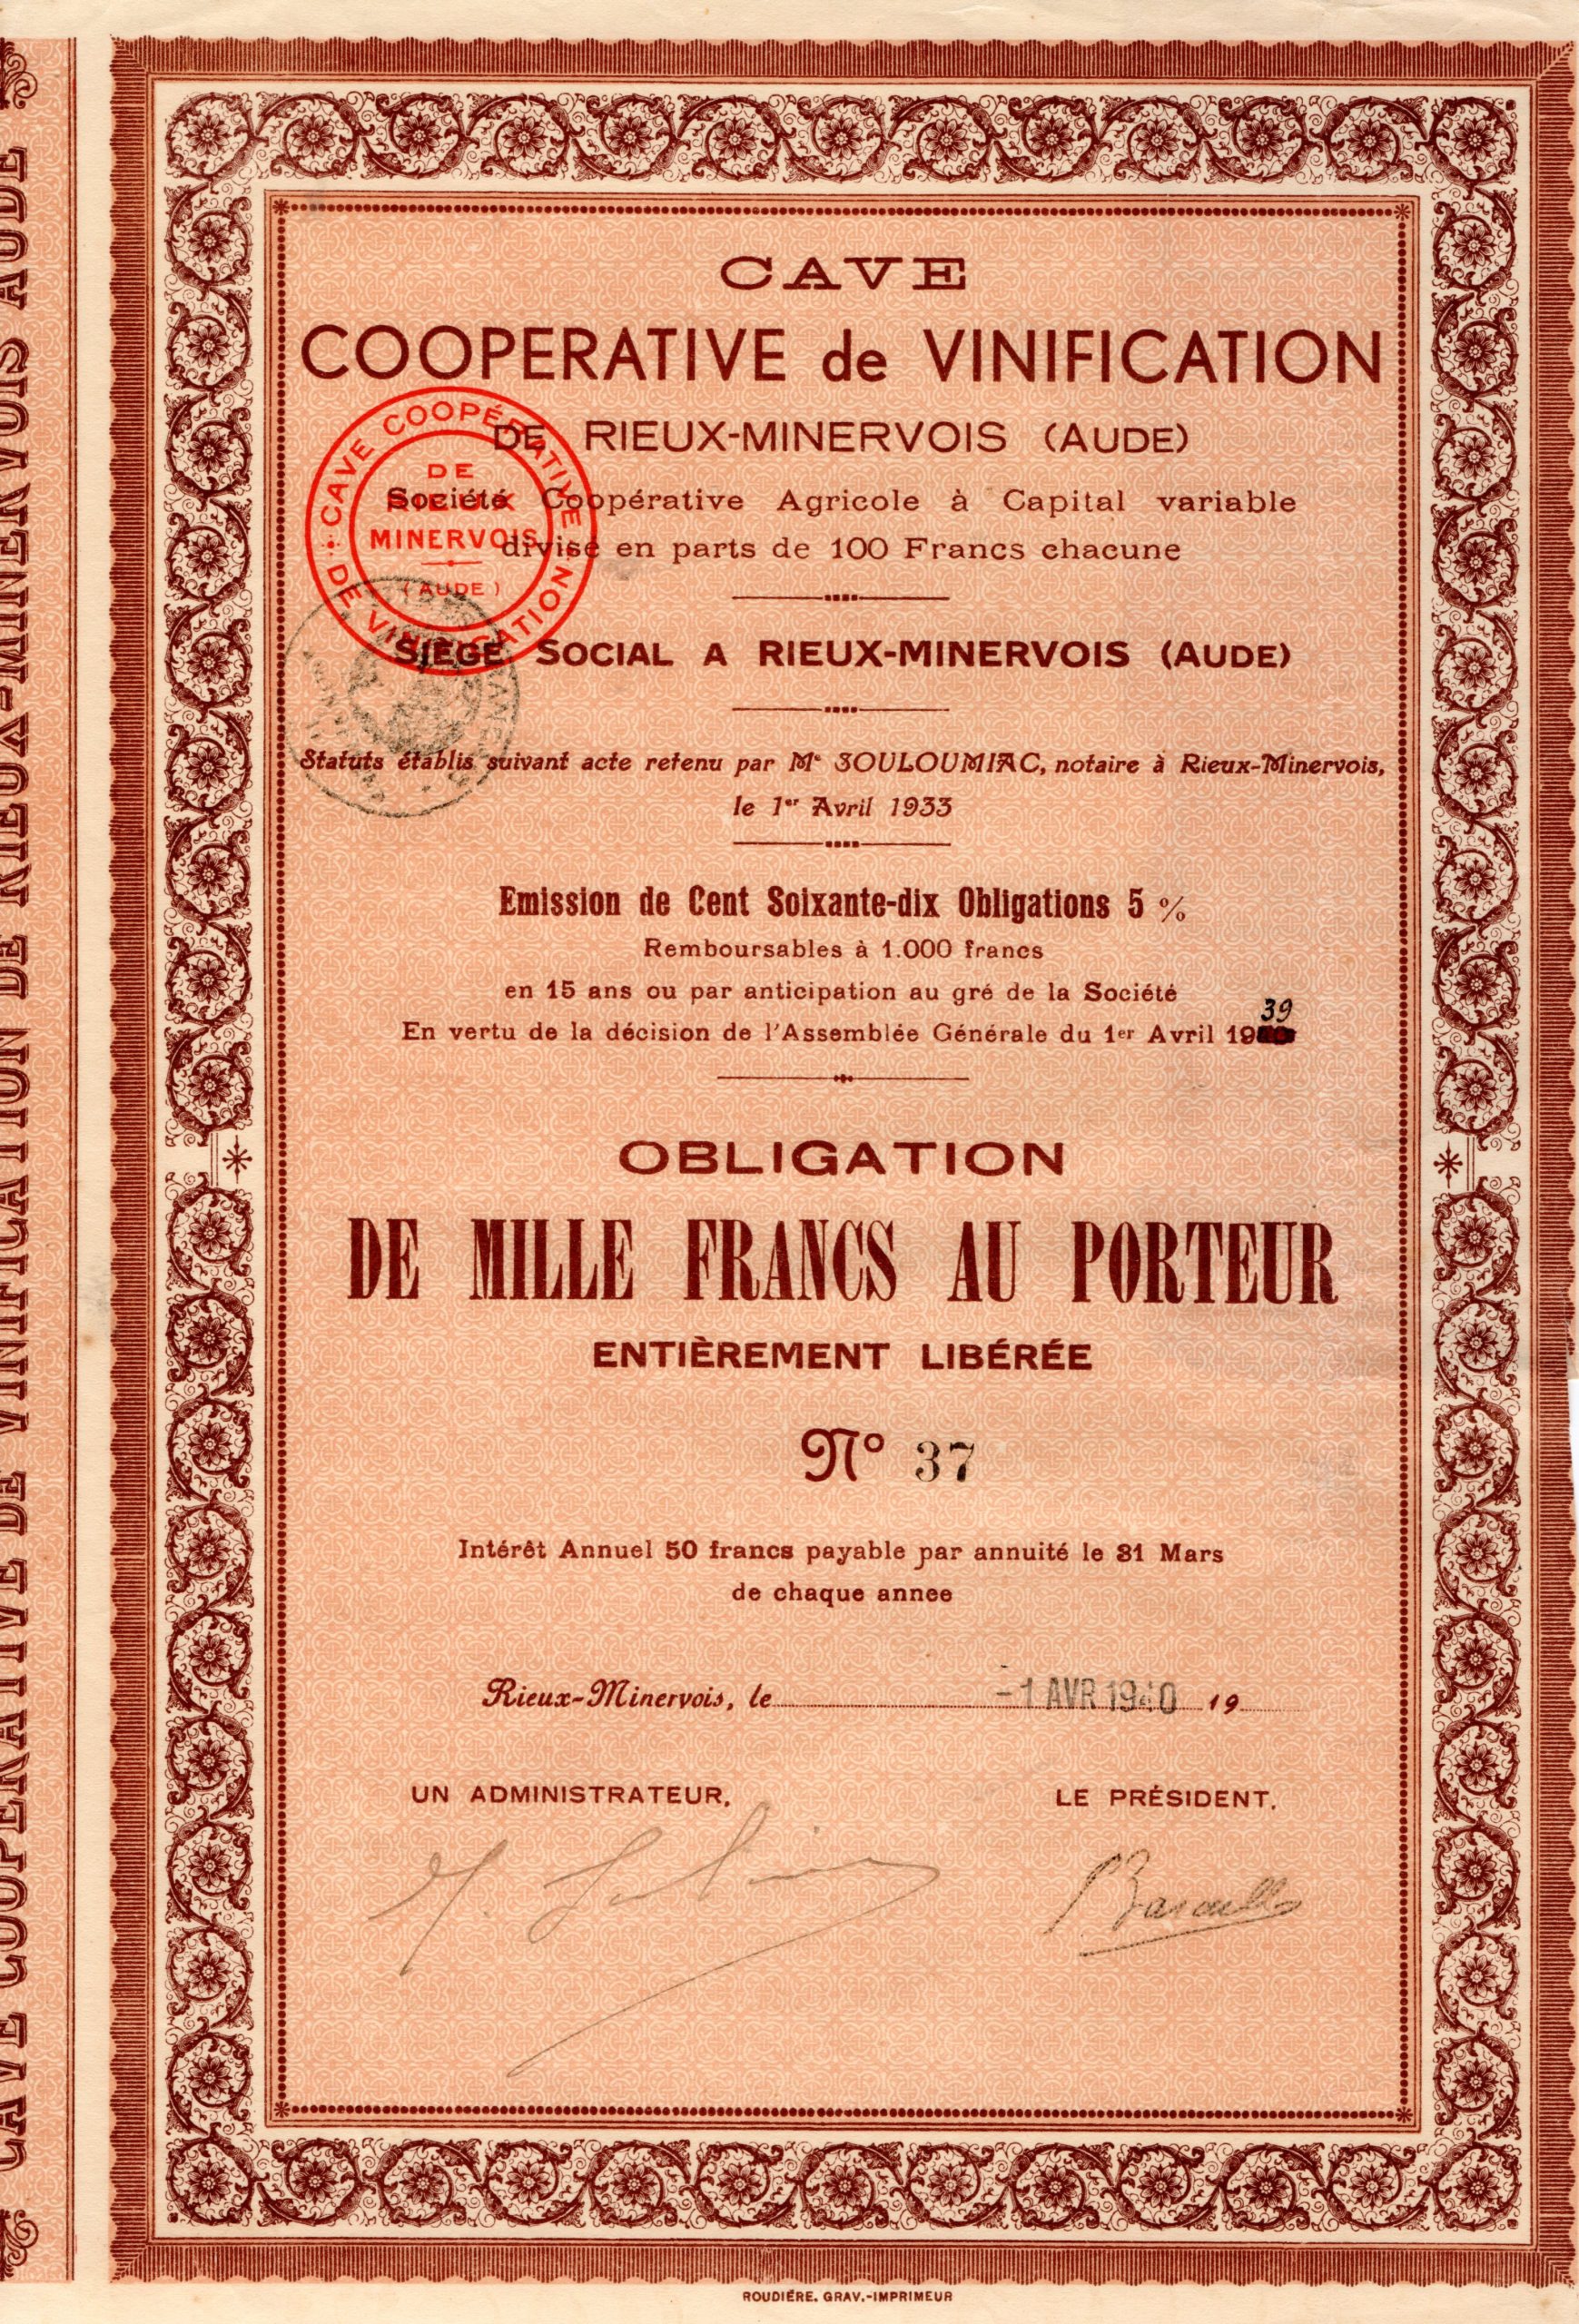 CAVE
COOPERATIVE de VINIFICATION
DE RIEUX-MINERVOIS (AUDE)
Société Coopérative Agricole à Capital variable
divisé en parts de 100 Francs chacune
CAVE COOPÉRATIVE DE VINIFICATION
DE
RIEUX
MINERVOIS
(AUDE)
SIEGE SOCIAL A RIEUX-MINERVOIS (AUDE)
Statuts établis suivant acte retenu par Me SOULOUMIAC, notaire à Rieux-Minervois,
le 1er Avril 1933
Emission de Cent Soixante-dix Obligations 5 %
Remboursables à 1.000 francs
en 15 ans ou par anticipation au gré de la Société
39
En vertu de la décision de l'Assemblée Générale du 1er Avril 19
OBLIGATION
DE MILLE FRANCS AU PORTEUR
ENTIÈREMENT LIBÉRÉE
No 37
Intérêt Annuel 50 francs payable par annuité le 31 Mars
de chaque annee
Rieux-Minervois, le -1 AVR 1940 19
UN ADMINISTRATEUR,
LE PRÉSIDENT,
ROUDIÉRE. GRAV.-IMPRIMEUR
CAVE COOPERATIVE DE VINIFICATION DE RIEUX-MINERVOIS AUDE